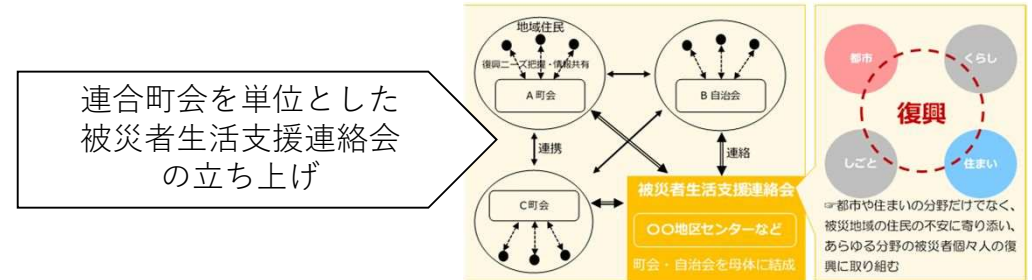 連合町会を単位とした
被災者生活支援連絡会
の立ち上げ
地域住民
復興ニーズ把握・情報共有
A町会
B自治会
連携
連絡
C町会
被災者生活支援連絡会
〇〇地区センターなど
町会・自治会を母体に結成
都市
くらし
復興
しごと
住まい
☞都市や住まいの分野だけでなく、
被災地域の住民の不安に寄り添い、
あらゆる分野の被災者個々人の復
興に取り組む